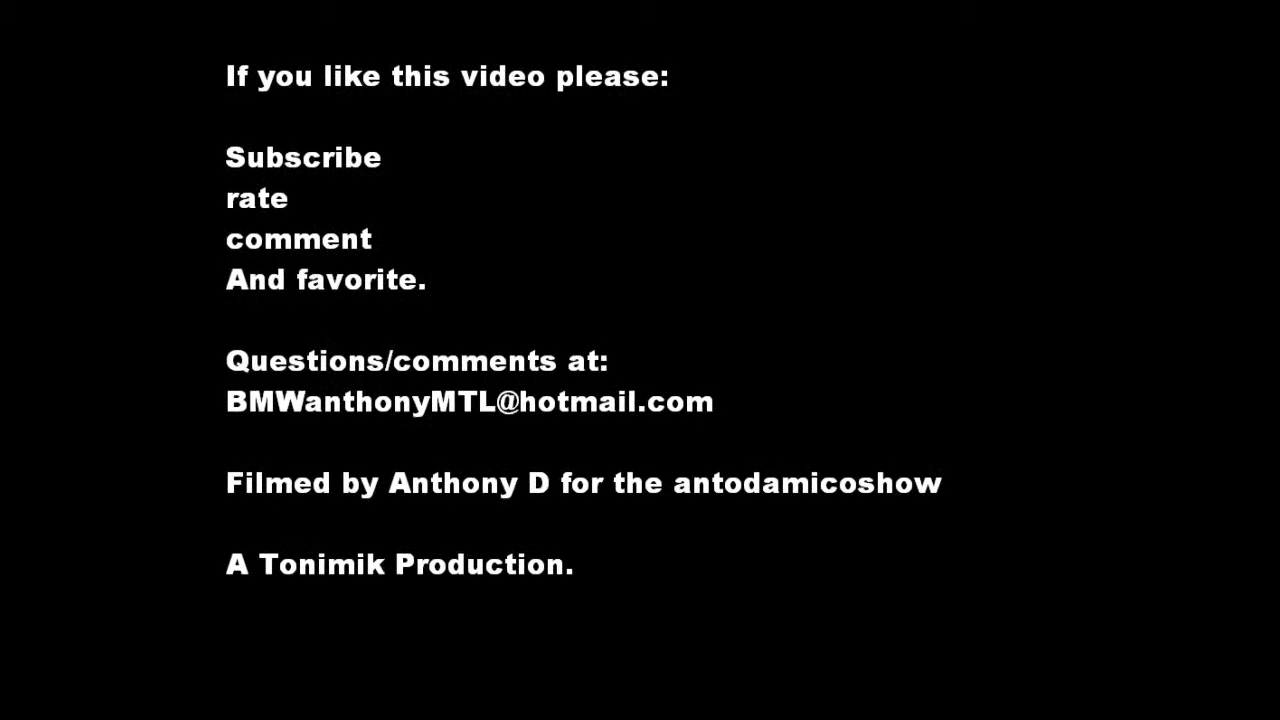 If you like this video please:
Subscribe
rate
comment
And favorite.
Questions/comments at:
BMWanthonyMTL@hotmail.com
Filmed by Anthony D for the antodamicoshow
A Tonimik Production.